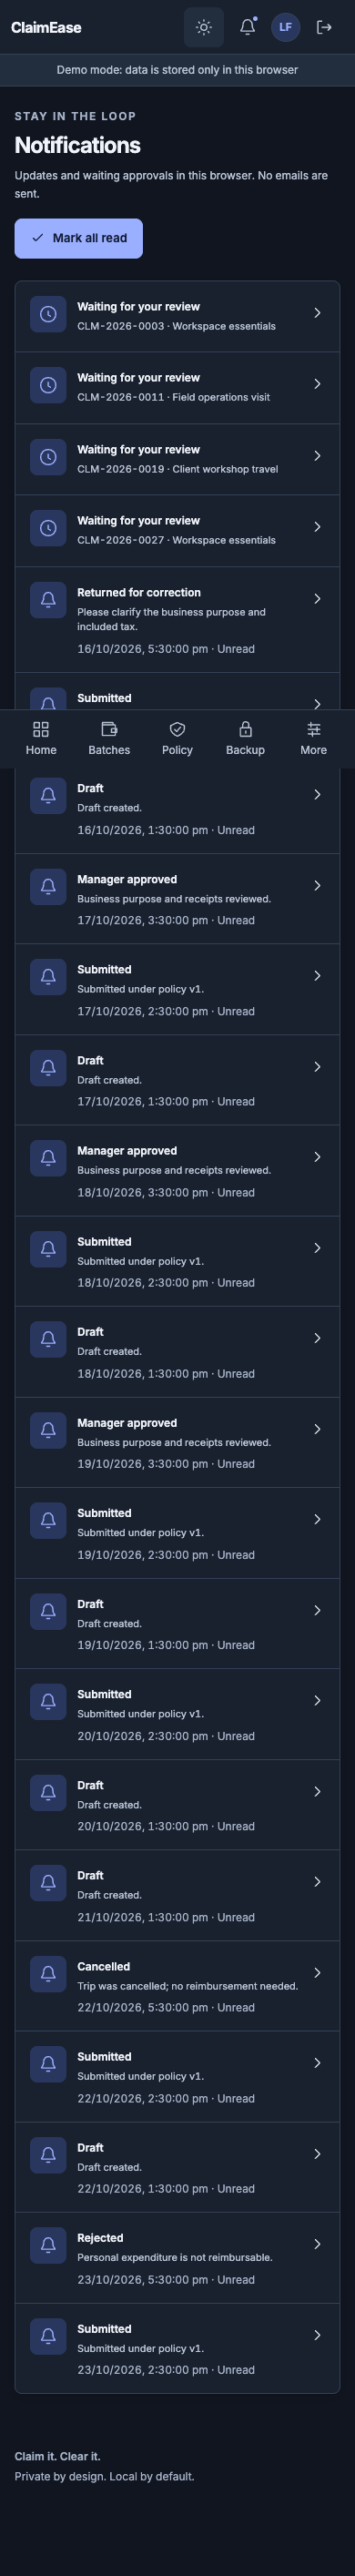 ClaimEase
LF
Demo mode: data is stored only in this browser
STAY IN THE LOOP
Notifications
Updates and waiting approvals in this browser. No emails are
sent.
Mark all read
Waiting for your review
CLM-2026-0003 · Workspace essentials
Waiting for your review
CLM-2026-0011 · Field operations visit
Waiting for your review
CLM-2026-0019 · Client workshop travel
Waiting for your review
CLM-2026-0027 · Workspace essentials
Returned for correction
Please clarify the business purpose and
included tax.
16/10/2026, 5:30:00 pm · Unread
Submitted
Home
Batches
Policy
Backup
More
Draft
Draft created.
16/10/2026, 1:30:00 pm · Unread
Manager approved
Business purpose and receipts reviewed.
17/10/2026, 3:30:00 pm · Unread
Submitted
Submitted under policy v1.
17/10/2026, 2:30:00 pm · Unread
Draft
Draft created.
17/10/2026, 1:30:00 pm · Unread
Manager approved
Business purpose and receipts reviewed.
18/10/2026, 3:30:00 pm · Unread
Submitted
Submitted under policy v1.
18/10/2026, 2:30:00 pm · Unread
Draft
Draft created.
18/10/2026, 1:30:00 pm · Unread
Manager approved
Business purpose and receipts reviewed.
19/10/2026, 3:30:00 pm · Unread
Submitted
Submitted under policy v1.
19/10/2026, 2:30:00 pm · Unread
Draft
Draft created.
19/10/2026, 1:30:00 pm · Unread
Submitted
Submitted under policy v1.
20/10/2026, 2:30:00 pm · Unread
Draft
Draft created.
20/10/2026, 1:30:00 pm · Unread
Draft
Draft created.
21/10/2026, 1:30:00 pm · Unread
Cancelled
Trip was cancelled; no reimbursement needed.
22/10/2026, 5:30:00 pm · Unread
Submitted
Submitted under policy v1.
22/10/2026, 2:30:00 pm · Unread
Draft
Draft created.
22/10/2026, 1:30:00 pm · Unread
Rejected
Personal expenditure is not reimbursable.
23/10/2026, 5:30:00 pm · Unread
Submitted
Submitted under policy v1.
23/10/2026, 2:30:00 pm · Unread
Claim it. Clear it.
Private by design. Local by default.